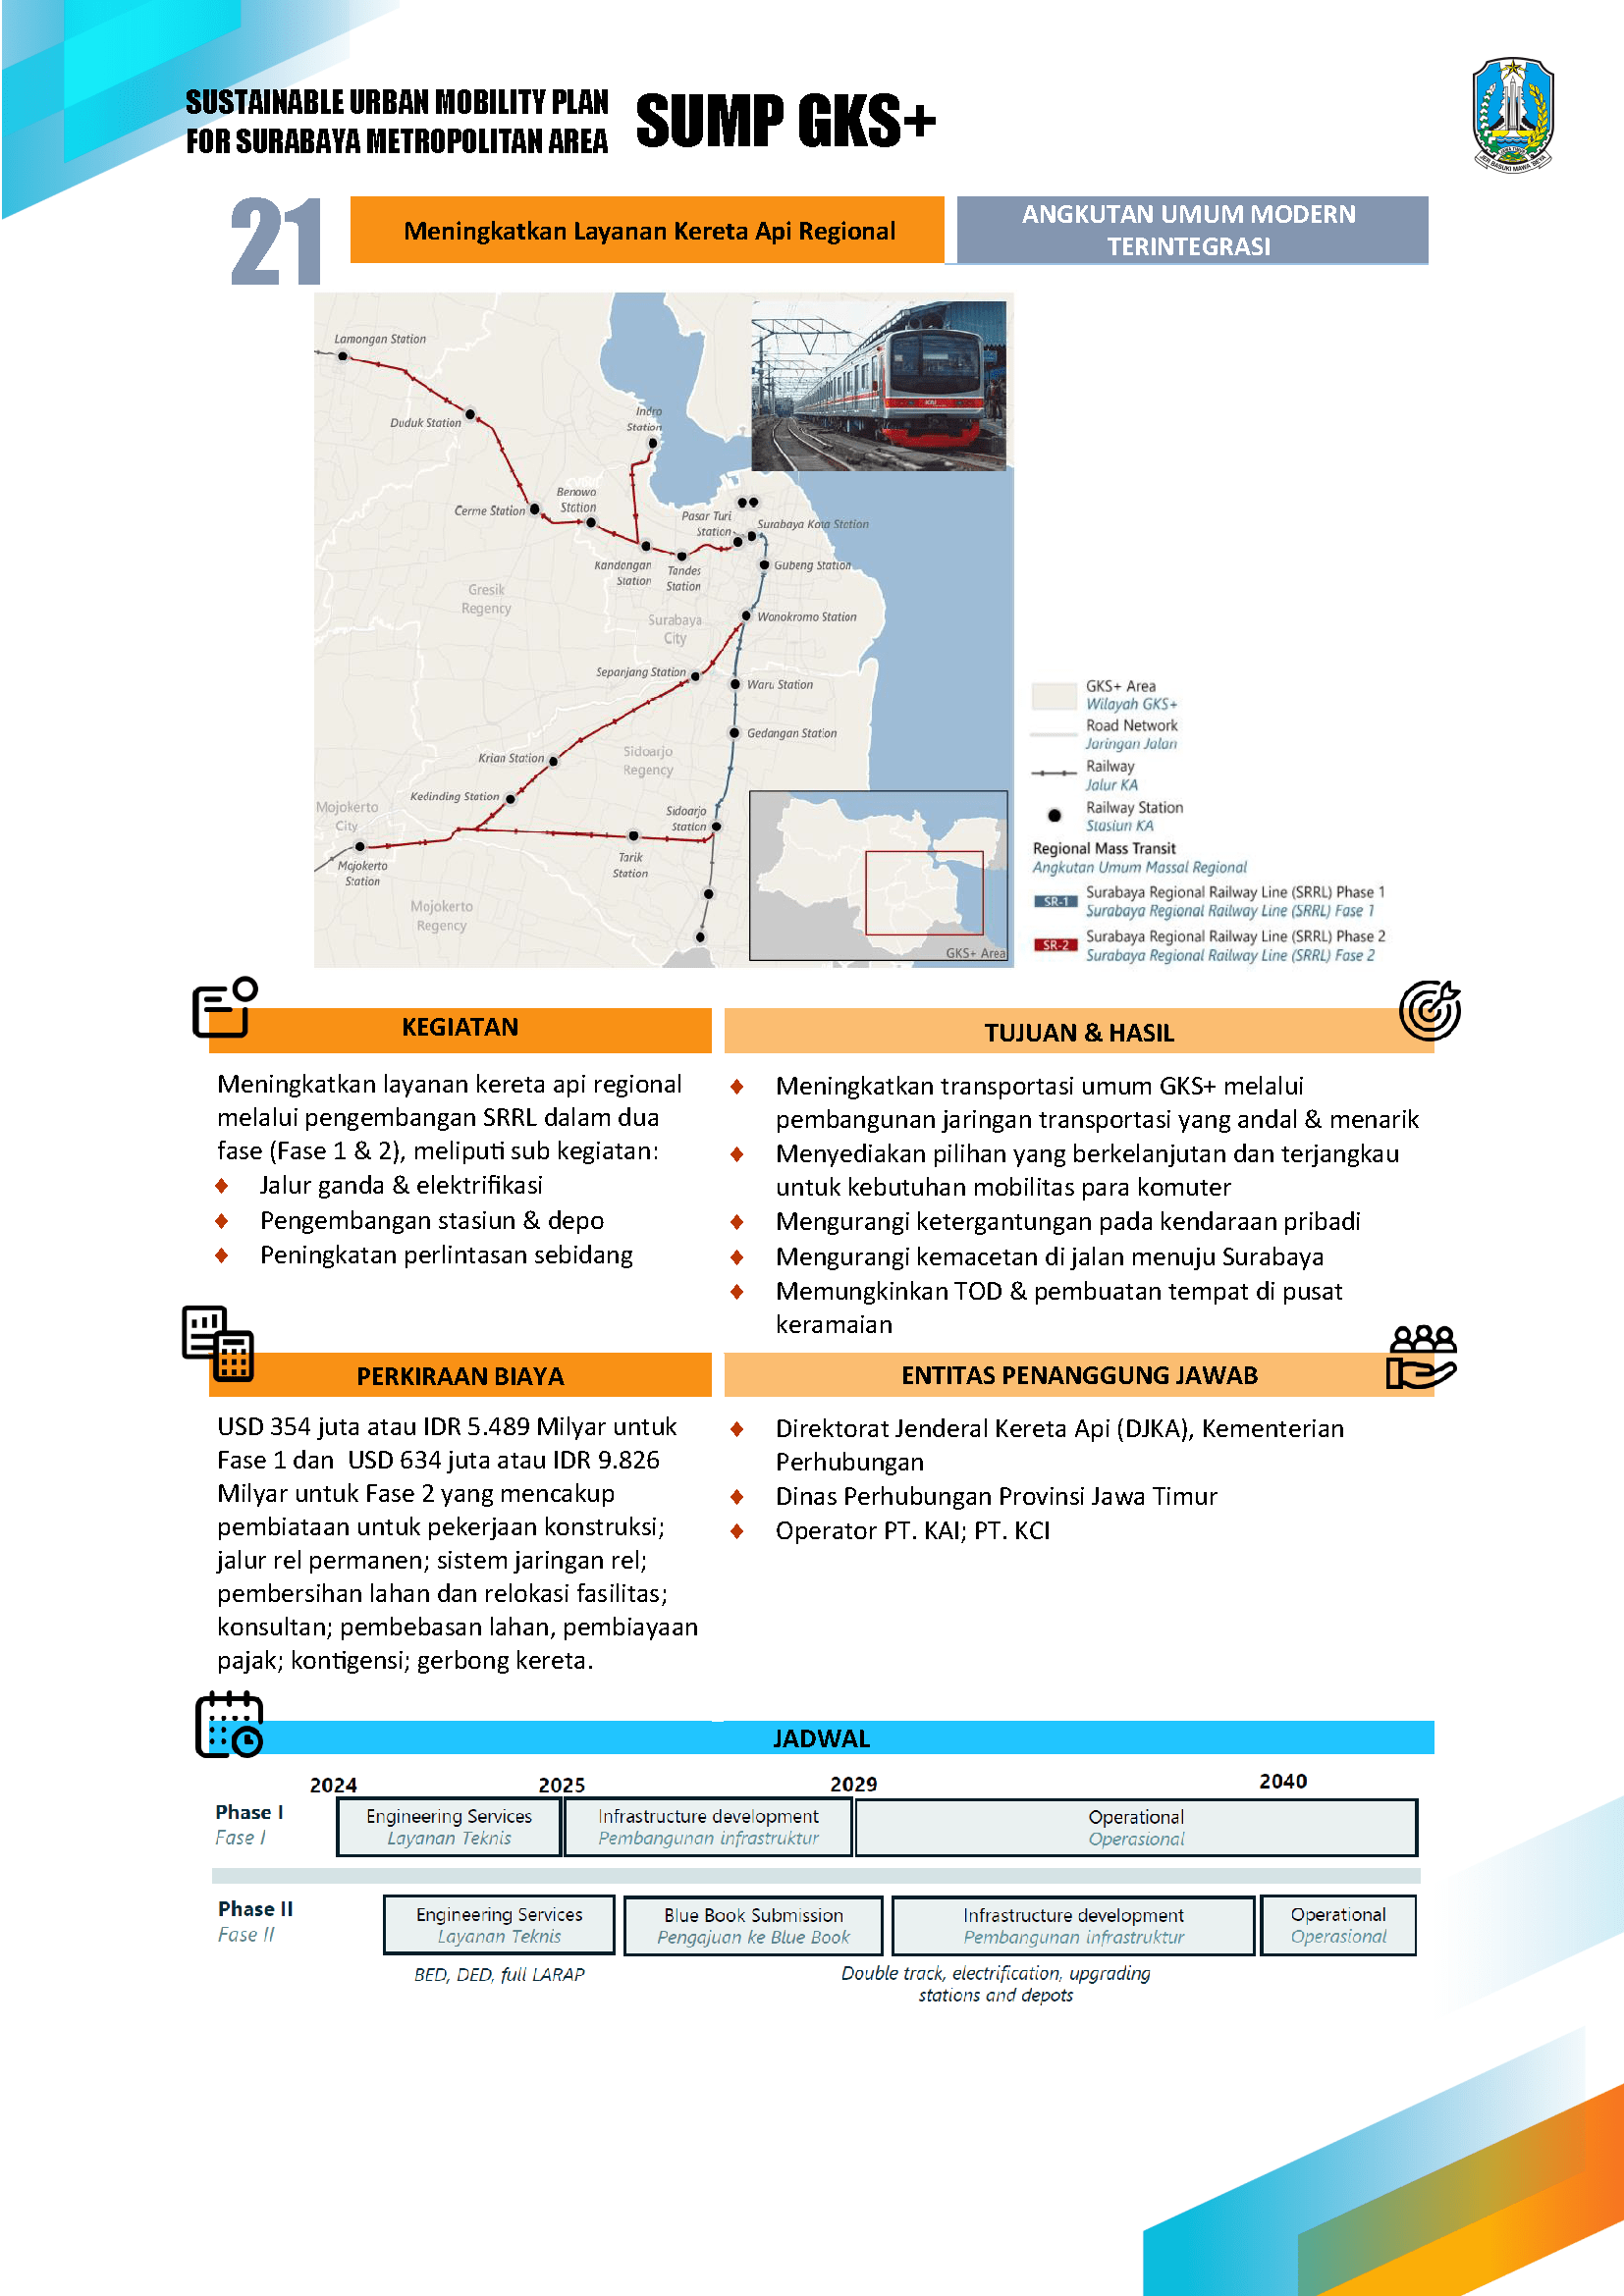 SUSTAINABLE URBAN MOBILITY PLAN
FOR SURABAYA METROPOLITAN AREA
SUMP GKS+
JER BASUKI MAWA BEYA
21
Meningkatkan Layanan Kereta Api Regional
ANGKUTAN UMUM MODERN
TERINTEGRASI
Lamongan Station
Duduk Station
Indro
Station
Cerme Station
Benowo
Station
Pasar Turi
Station
Surabaya Kota Station
Kandangan
Station
Tandes
Station
Gubeng Station
Gresik
Regency
Surabaya
City
Wonokromo Station
Sepanjang Station
Waru Station
Gedangan Station
Krian Station
Sidoarjo
Regency
Kedinding Station
Mojokerto
City
Sidoarjo
Station
Mojokerto
Station
Tarik
Station
Mojokerto
Regency
GKS+ Area
KAI
GKS+ Area
Wilayah GKS+
Road Network
Jaringan Jalan
Railway
Jalur KA
Railway Station
Stasiun KA
Regional Mass Transit
Angkutan Umum Massal Regional
SR-1
Surabaya Regional Railway Line (SRRL) Phase 1
Surabaya Regional Railway Line (SRRL) Fase 1
SR-2
Surabaya Regional Railway Line (SRRL) Phase 2
Surabaya Regional Railway Line (SRRL) Fase 2
KEGIATAN
Meningkatkan layanan kereta api regional
melalui pengembangan SRRL dalam dua
fase (Fase 1 & 2), meliputi sub kegiatan:
♦ Jalur ganda & elektrifikasi
♦ Pengembangan stasiun & depo
♦ Peningkatan perlintasan sebidang
TUJUAN & HASIL
♦ Meningkatkan transportasi umum GKS+ melalui
pembangunan jaringan transportasi yang andal & menarik
♦ Menyediakan pilihan yang berkelanjutan dan terjangkau
untuk kebutuhan mobilitas para komuter
♦ Mengurangi ketergantungan pada kendaraan pribadi
♦ Mengurangi kemacetan di jalan menuju Surabaya
♦ Memungkinkan TOD & pembuatan tempat di pusat
keramaian
PERKIRAAN BIAYA
USD 354 juta atau IDR 5.489 Milyar untuk
Fase 1 dan  USD 634 juta atau IDR 9.826
Milyar untuk Fase 2 yang mencakup
pembiataan untuk pekerjaan konstruksi;
jalur rel permanen; sistem jaringan rel;
pembersihan lahan dan relokasi fasilitas;
konsultan; pembebasan lahan, pembiayaan
pajak; kontigensi; gerbong kereta.
ENTITAS PENANGGUNG JAWAB
♦ Direktorat Jenderal Kereta Api (DJKA), Kementerian
Perhubungan
♦ Dinas Perhubungan Provinsi Jawa Timur
♦ Operator PT. KAI; PT. KCI
JADWAL
2024 2025 2029 2040
Phase I
Fase I
Engineering Services
Layanan Teknis
Infrastructure development
Pembangunan infrastruktur
Operational
Operasional
Phase II
Fase II
Engineering Services
Layanan Teknis
Blue Book Submission
Pengajuan ke Blue Book
Infrastructure development
Pembangunan infrastruktur
Operational
Operasional
BED, DED, full LARAP
Double track, electrification, upgrading
stations and depots